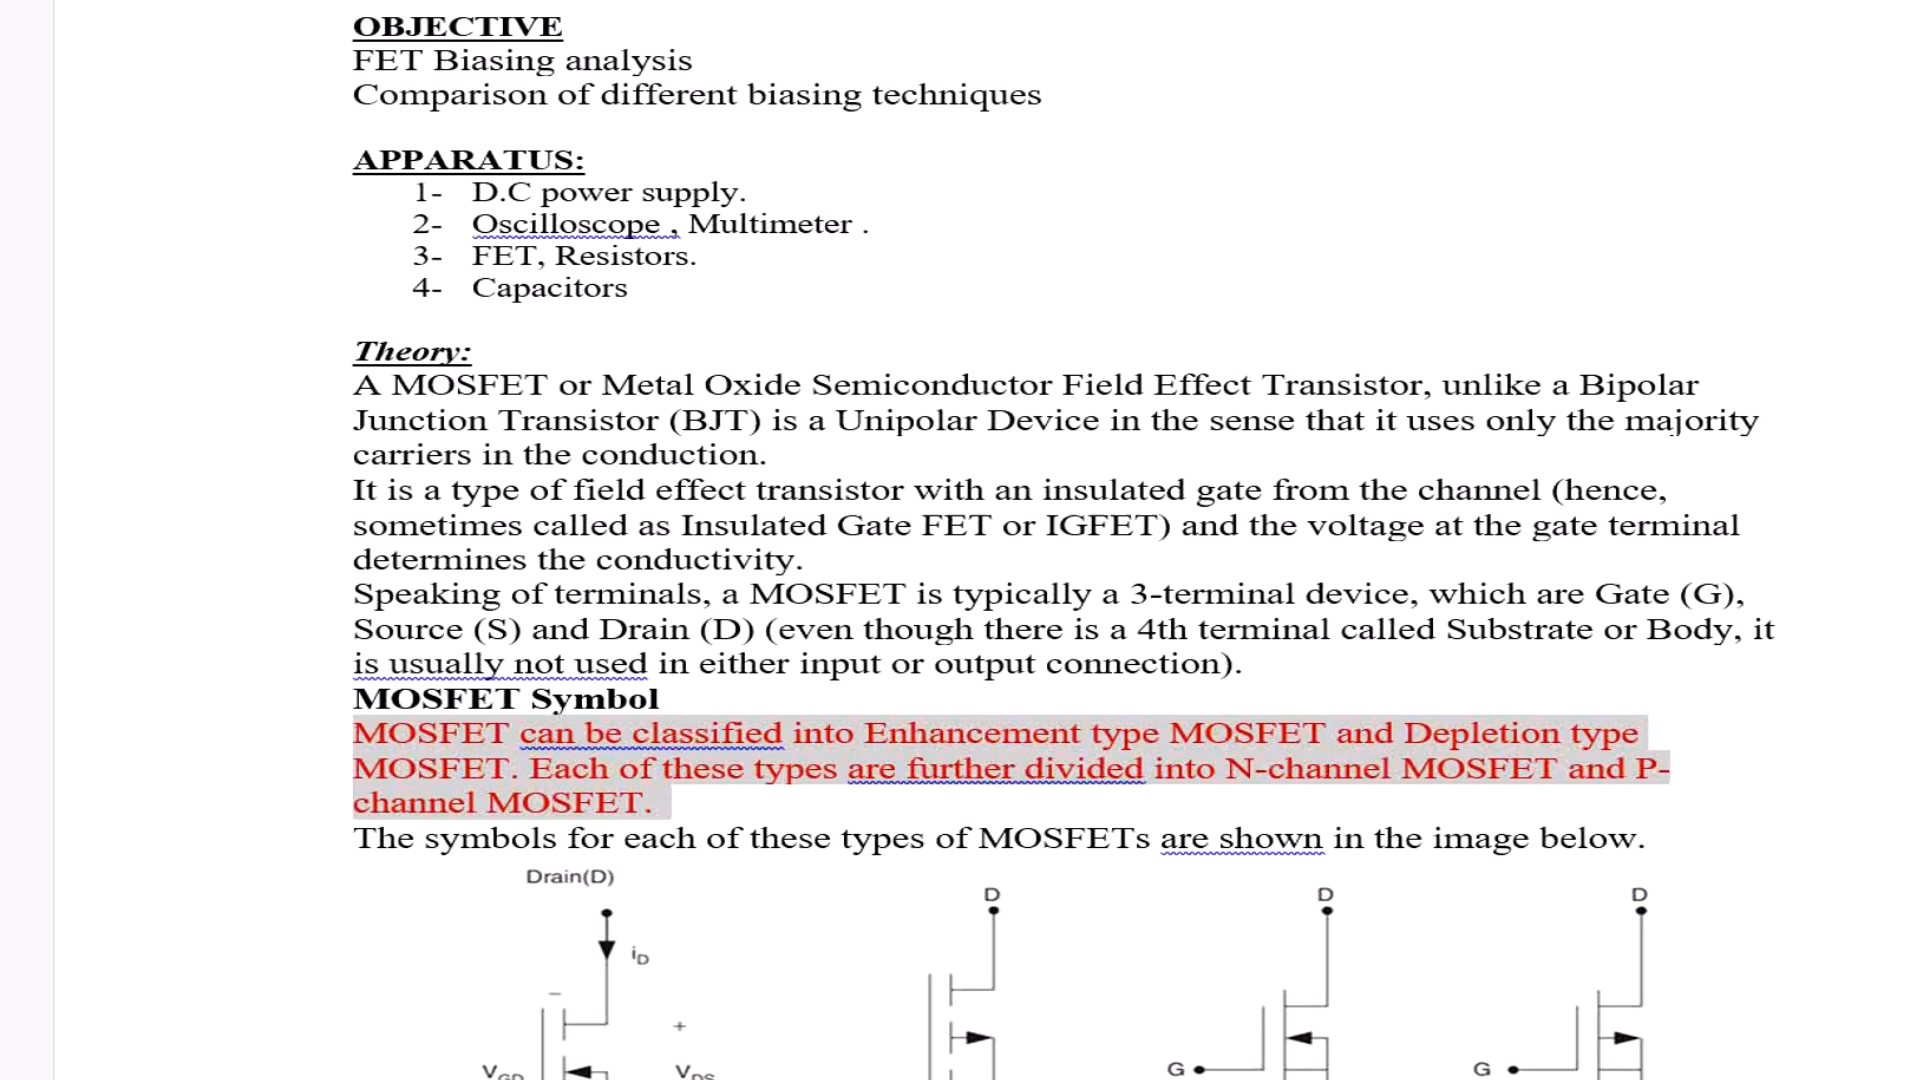 OBJECTIVE
FET Biasing analysis
Comparison of different biasing techniques
APPARATUS:
1- D.C power supply.
2- Oscilloscope , Multimeter .
3- FET, Resistors.
4- Capacitors
Theory:
A MOSFET or Metal Oxide Semiconductor Field Effect Transistor, unlike a Bipolar
Junction Transistor (BJT) is a Unipolar Device in the sense that it uses only the majority
carriers in the conduction.
It is a type of field effect transistor with an insulated gate from the channel (hence,
sometimes called as Insulated Gate FET or IGFET) and the voltage at the gate terminal
determines the conductivity.
Speaking of terminals, a MOSFET is typically a 3-terminal device, which are Gate (G),
Source (S) and Drain (D) (even though there is a 4th terminal called Substrate or Body, it
is usually not used in either input or output connection).
MOSFET Symbol
MOSFET can be classified into Enhancement type MOSFET and Depletion type
MOSFET. Each of these types are further divided into N-channel MOSFET and P-
channel MOSFET.
The symbols for each of these types of MOSFETs are shown in the image below.
Drain(D)
D D D
iD
− +
VGD VDS G G